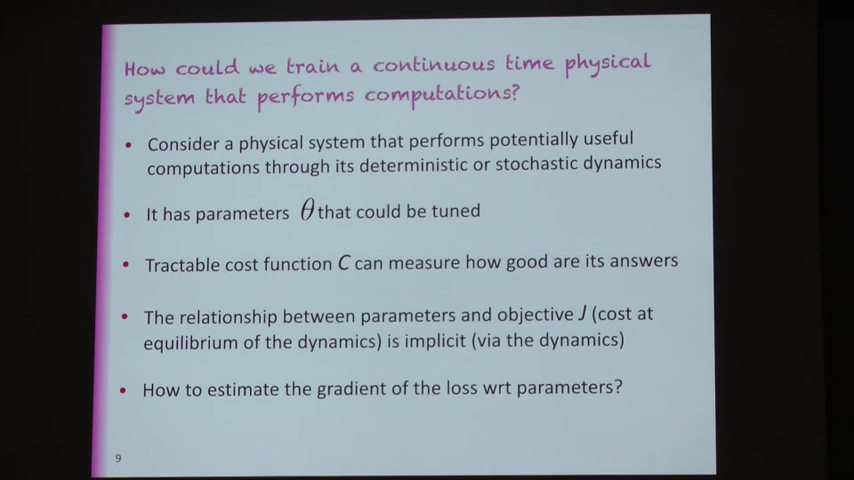 How could we train a continuous time physical
system that performs computations?
• Consider a physical system that performs potentially useful
computations through its deterministic or stochastic dynamics
• It has parameters θ that could be tuned
• Tractable cost function C can measure how good are its answers
• The relationship between parameters and objective J (cost at
equilibrium of the dynamics) is implicit (via the dynamics)
• How to estimate the gradient of the loss wrt parameters?
9